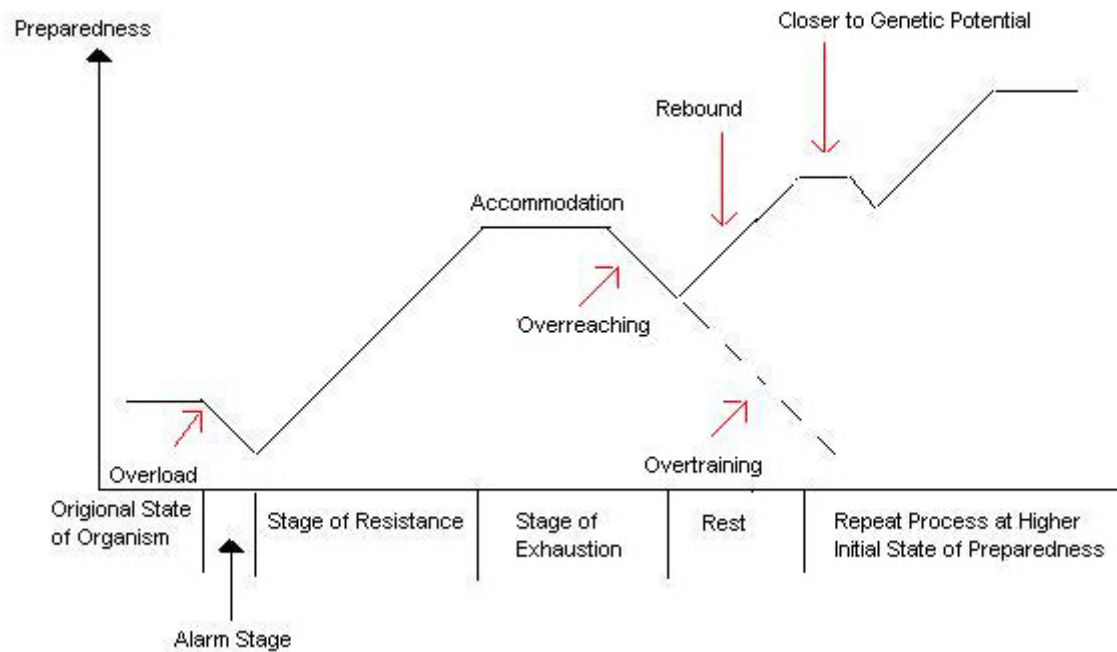 Closer to Genetic Potential
Preparedness
Rebound
Accommodation
Overreaching
Overtraining
Overload
Origional State
of Organism
Stage of Resistance
Stage of
Exhaustion
Rest
Repeat Process at Higher
Initial State of Preparedness
Alarm Stage